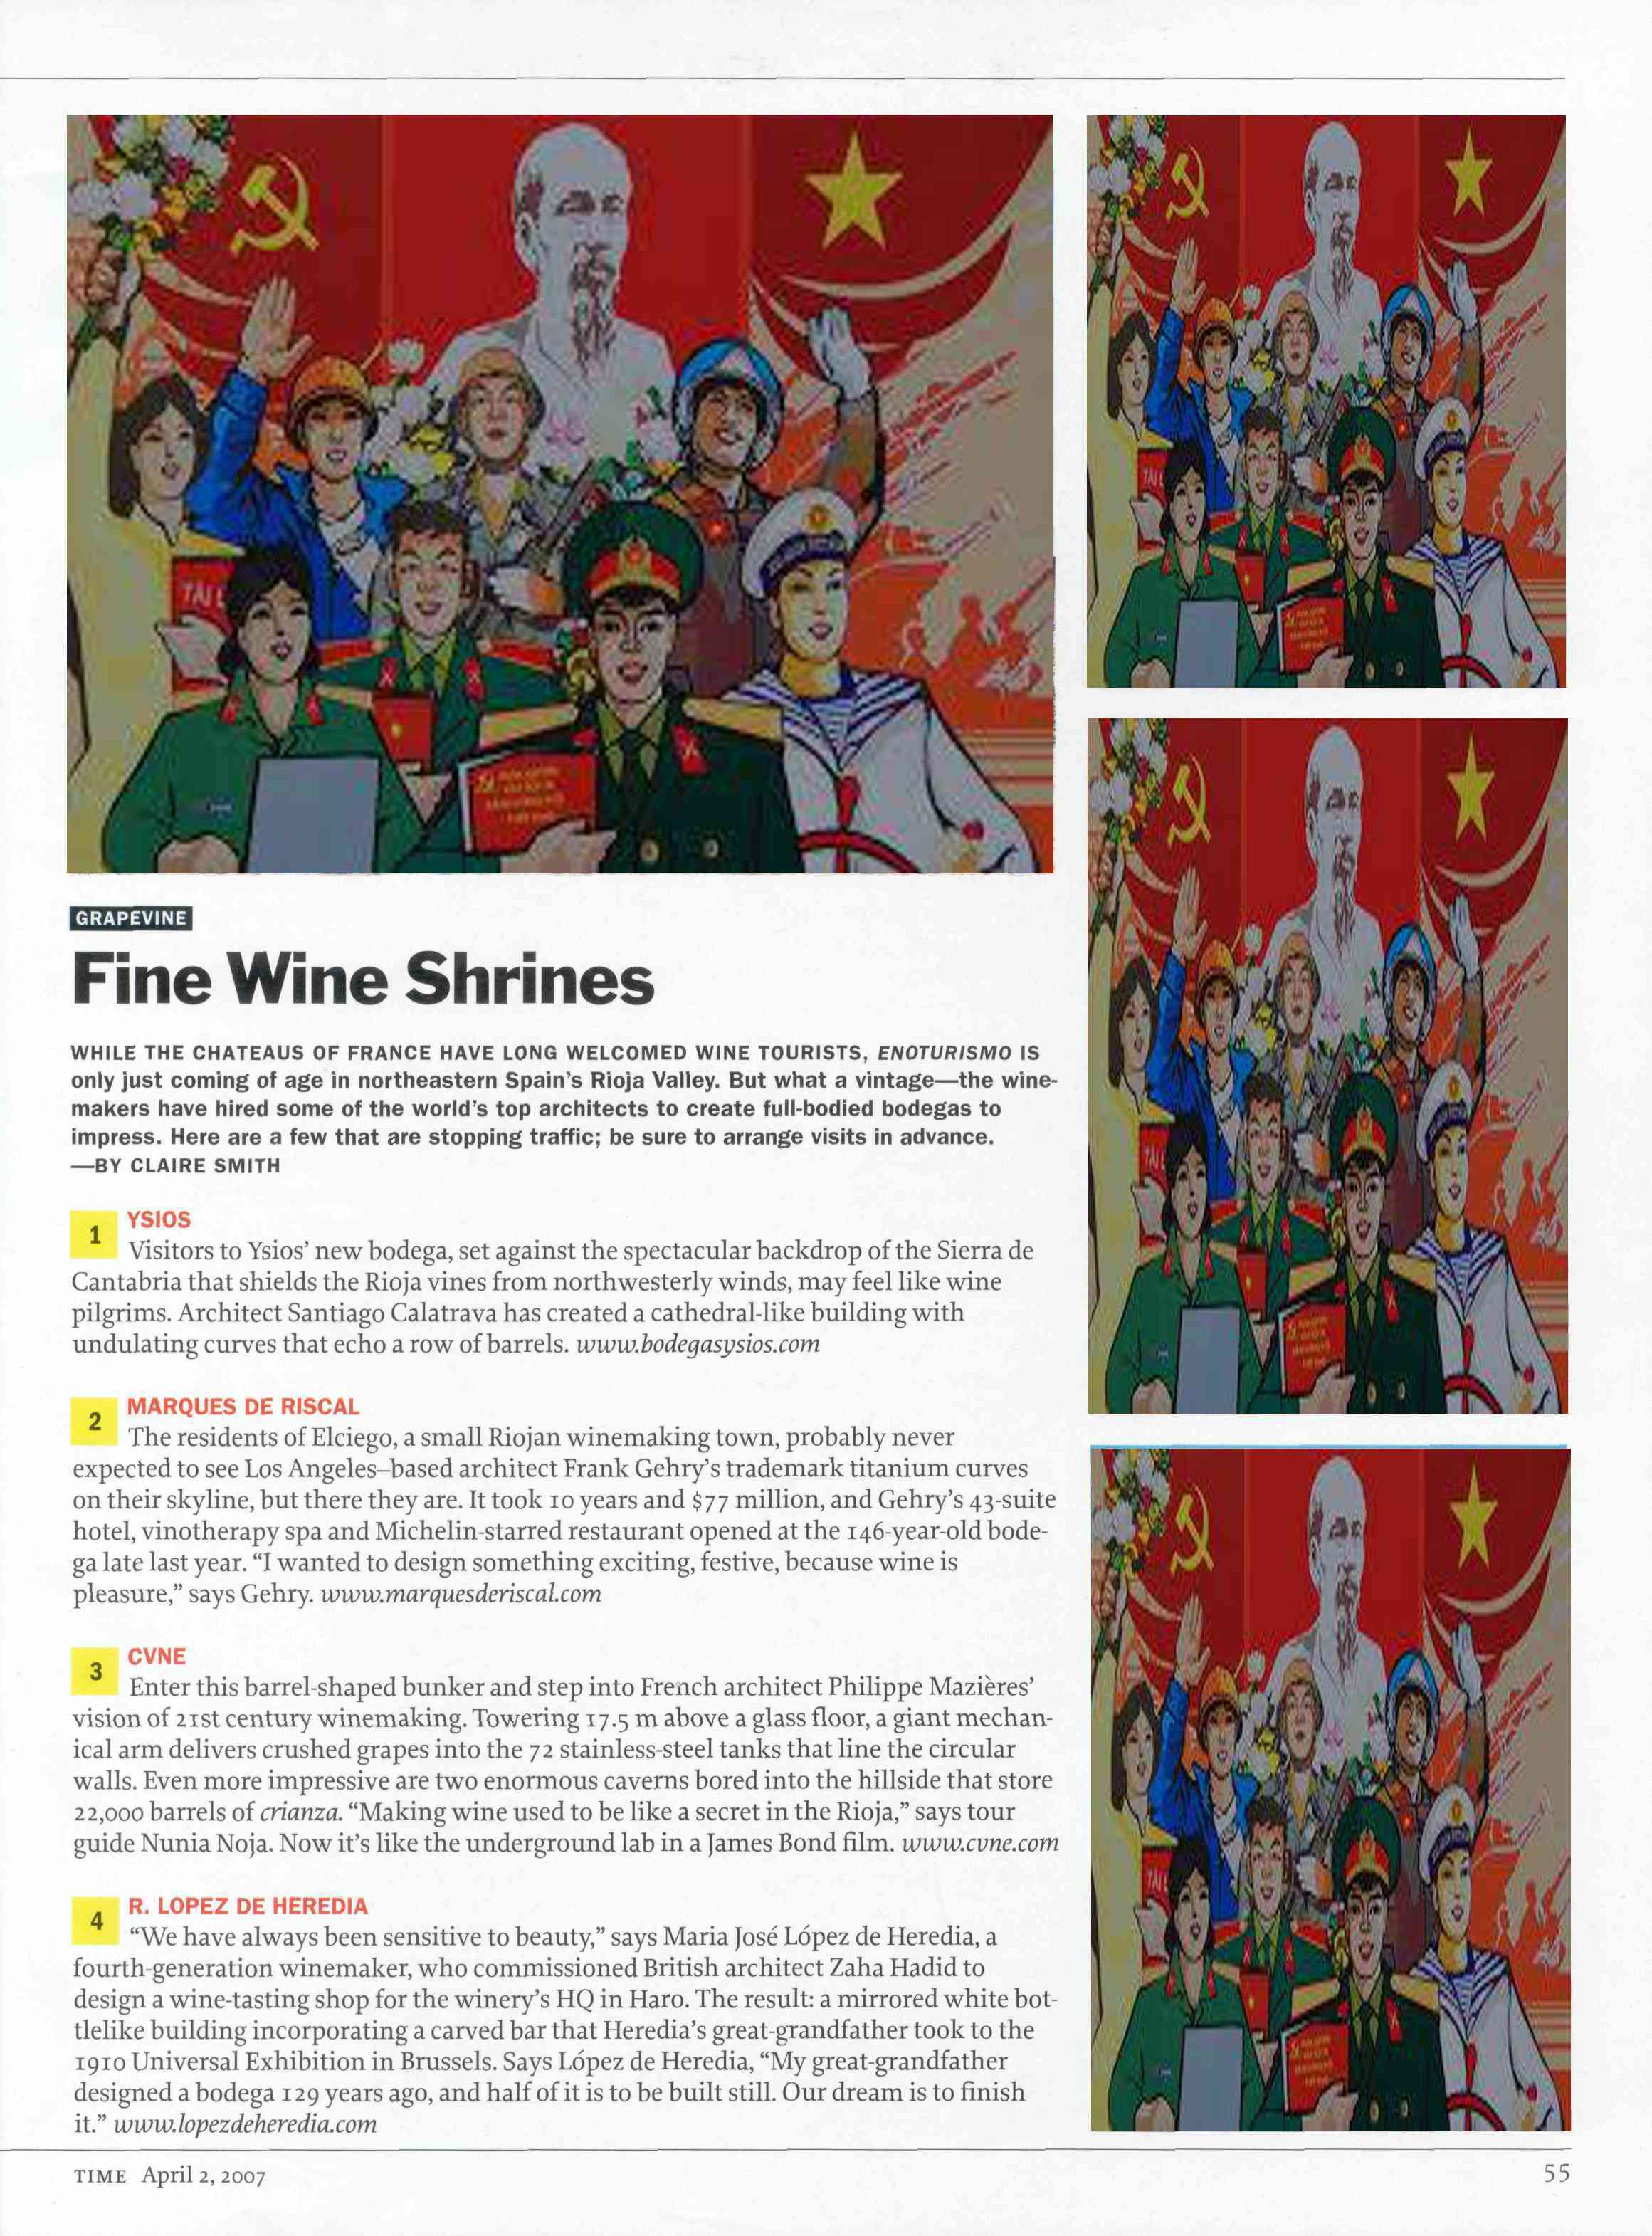 GRAPEVINE
Fine Wine Shrines
WHILE THE CHATEAUS OF FRANCE HAVE LONG WELCOMED WINE TOURISTS, ENOTURISMO IS
only just coming of age in northeastern Spain's Rioja Valley. But what a vintage—the wine-
makers have hired some of the world's top architects to create full-bodied bodegas to
impress. Here are a few that are stopping traffic; be sure to arrange visits in advance.
—BY CLAIRE SMITH
1 YSIOS
Visitors to Ysios' new bodega, set against the spectacular backdrop of the Sierra de
Cantabria that shields the Rioja vines from northwesterly winds, may feel like wine
pilgrims. Architect Santiago Calatrava has created a cathedral-like building with
undulating curves that echo a row of barrels. www.bodegasysios.com
2 MARQUES DE RISCAL
The residents of Elciego, a small Riojan winemaking town, probably never
expected to see Los Angeles–based architect Frank Gehry's trademark titanium curves
on their skyline, but there they are. It took 10 years and $77 million, and Gehry's 43-suite
hotel, vinotherapy spa and Michelin-starred restaurant opened at the 146-year-old bode-
ga late last year. “I wanted to design something exciting, festive, because wine is
pleasure,” says Gehry. www.marquesderiscal.com
3 CVNE
Enter this barrel-shaped bunker and step into French architect Philippe Mazières'
vision of 21st century winemaking. Towering 17.5 m above a glass floor, a giant mechan-
ical arm delivers crushed grapes into the 72 stainless-steel tanks that line the circular
walls. Even more impressive are two enormous caverns bored into the hillside that store
22,000 barrels of crianza. “Making wine used to be like a secret in the Rioja,” says tour
guide Nunia Noja. Now it's like the underground lab in a James Bond film. www.cvne.com
4 R. LOPEZ DE HEREDIA
“We have always been sensitive to beauty,” says Maria José López de Heredia, a
fourth-generation winemaker, who commissioned British architect Zaha Hadid to
design a wine-tasting shop for the winery's HQ in Haro. The result: a mirrored white bot-
tlelike building incorporating a carved bar that Heredia's great-grandfather took to the
1910 Universal Exhibition in Brussels. Says López de Heredia, “My great-grandfather
designed a bodega 129 years ago, and half of it is to be built still. Our dream is to finish
it.” www.lopezdeheredia.com
TIME April 2, 2007
55